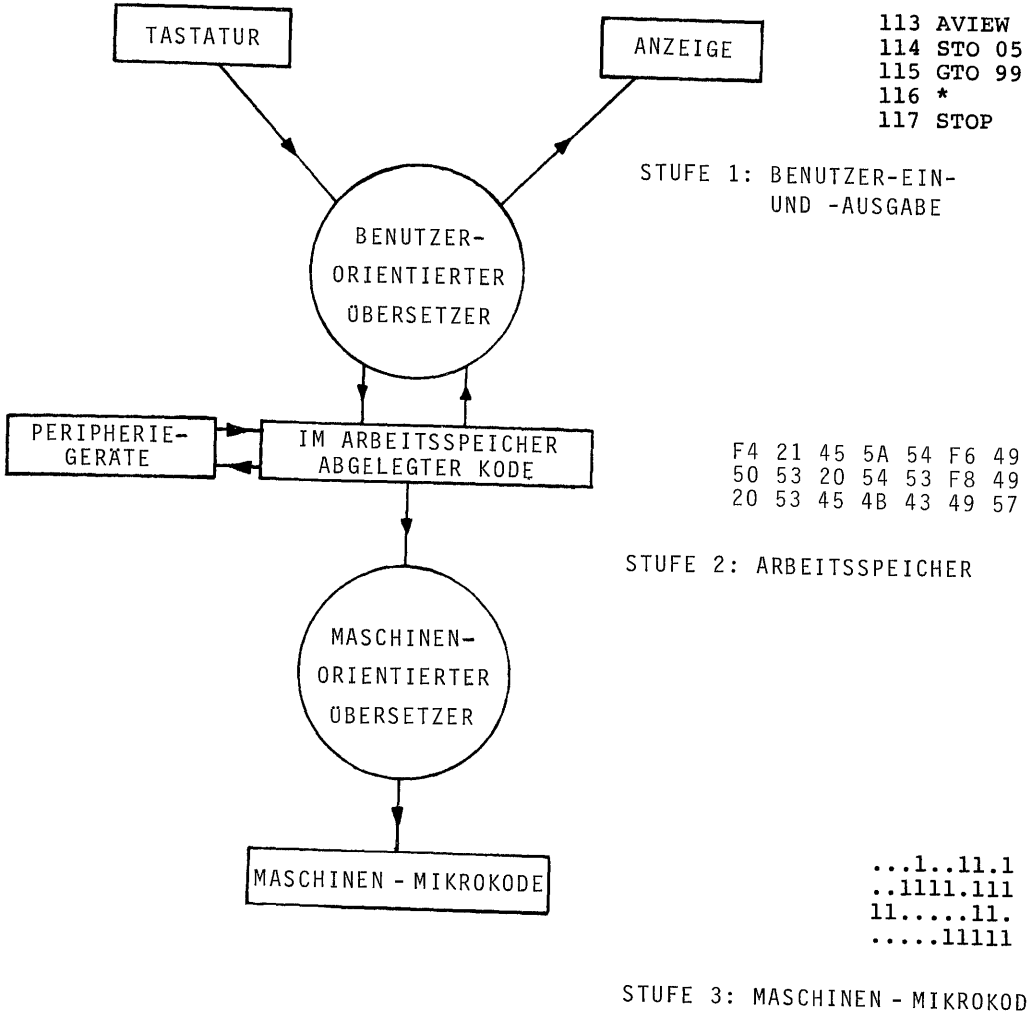 TASTATUR
ANZEIGE
113 AVIEW
114 STO 05
115 GTO 99
116 *
117 STOP
STUFE 1: BENUTZER-EIN-
UND -AUSGABE
BENUTZER-
ORIENTIERTER
ÜBERSETZER
PERIPHERIE-
GERÄTE
IM ARBEITSSPEICHER
ABGELEGTER KODE
F4 21 45 5A 54 F6 49
50 53 20 54 53 F8 49
20 53 45 4B 43 49 57
STUFE 2: ARBEITSSPEICHER
MASCHINEN-
ORIENTIERTER
ÜBERSETZER
MASCHINEN - MIKROKODE
...1..11.1
..1111.111
11.....11.
.....11111
STUFE 3: MASCHINEN - MIKROKOD